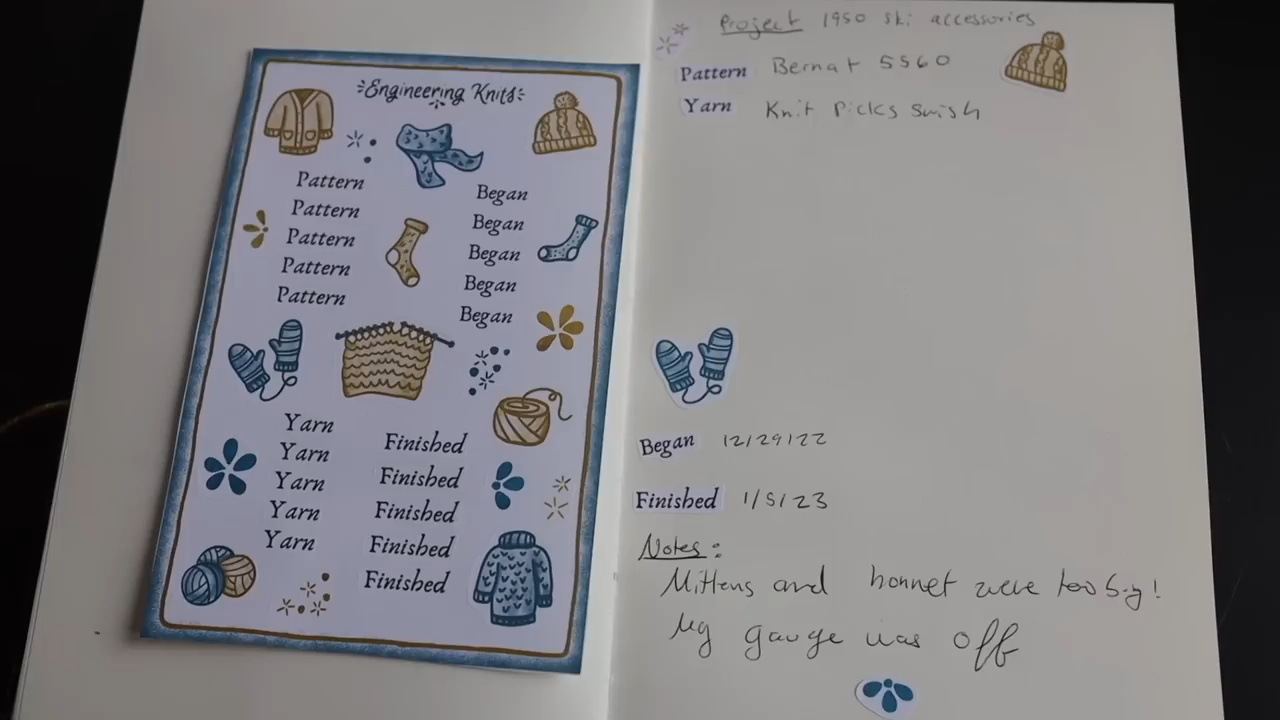 Engineering Knits
Pattern
Pattern
Pattern
Pattern
Pattern
Began
Began
Began
Began
Began
Yarn
Yarn
Yarn
Yarn
Yarn
Finished
Finished
Finished
Finished
Finished
Project 1950 ski accessories
Pattern Bernat 5560
Yarn Knit Picks Swish
Began 12/29/22
Finished 1/5/23
Notes:
Mittens and bonnet were too big!
My gauge was off